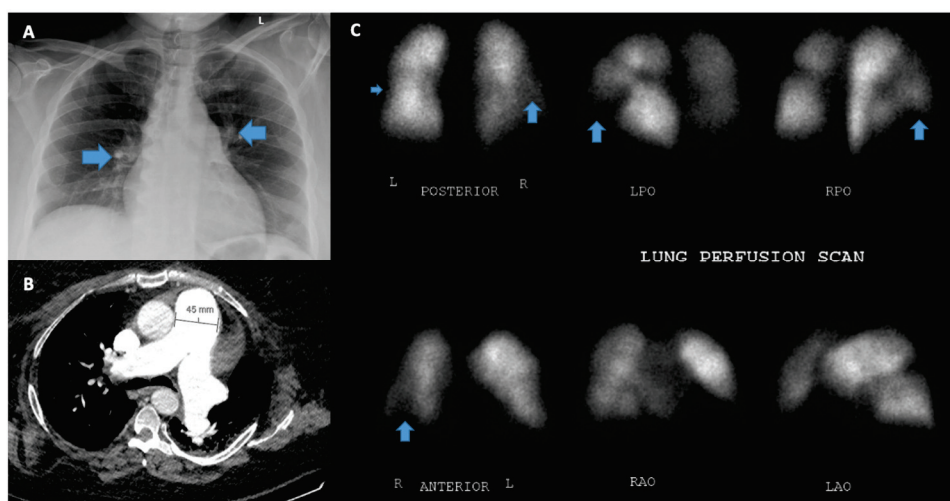 A
L
C
L
POSTERIOR
R
LPO
RPO
LUNG PERFUSION SCAN
B
45 mm
R
ANTERIOR
L
RAO
LAO